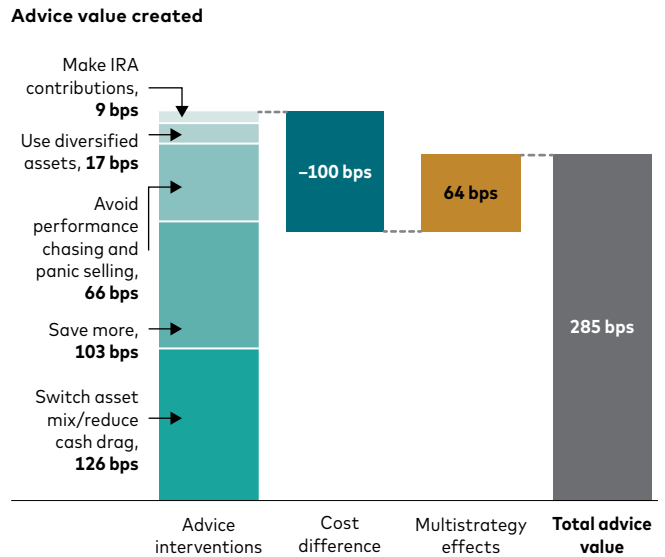 Advice value created
Make IRA
contributions,
9 bps
Use diversified
assets, 17 bps
Avoid
performance
chasing and
panic selling,
66 bps
Save more,
103 bps
Switch asset
mix/reduce
cash drag,
126 bps
–100 bps
64 bps
285 bps
Advice
interventions
Cost
difference
Multistrategy
effects
Total advice
value